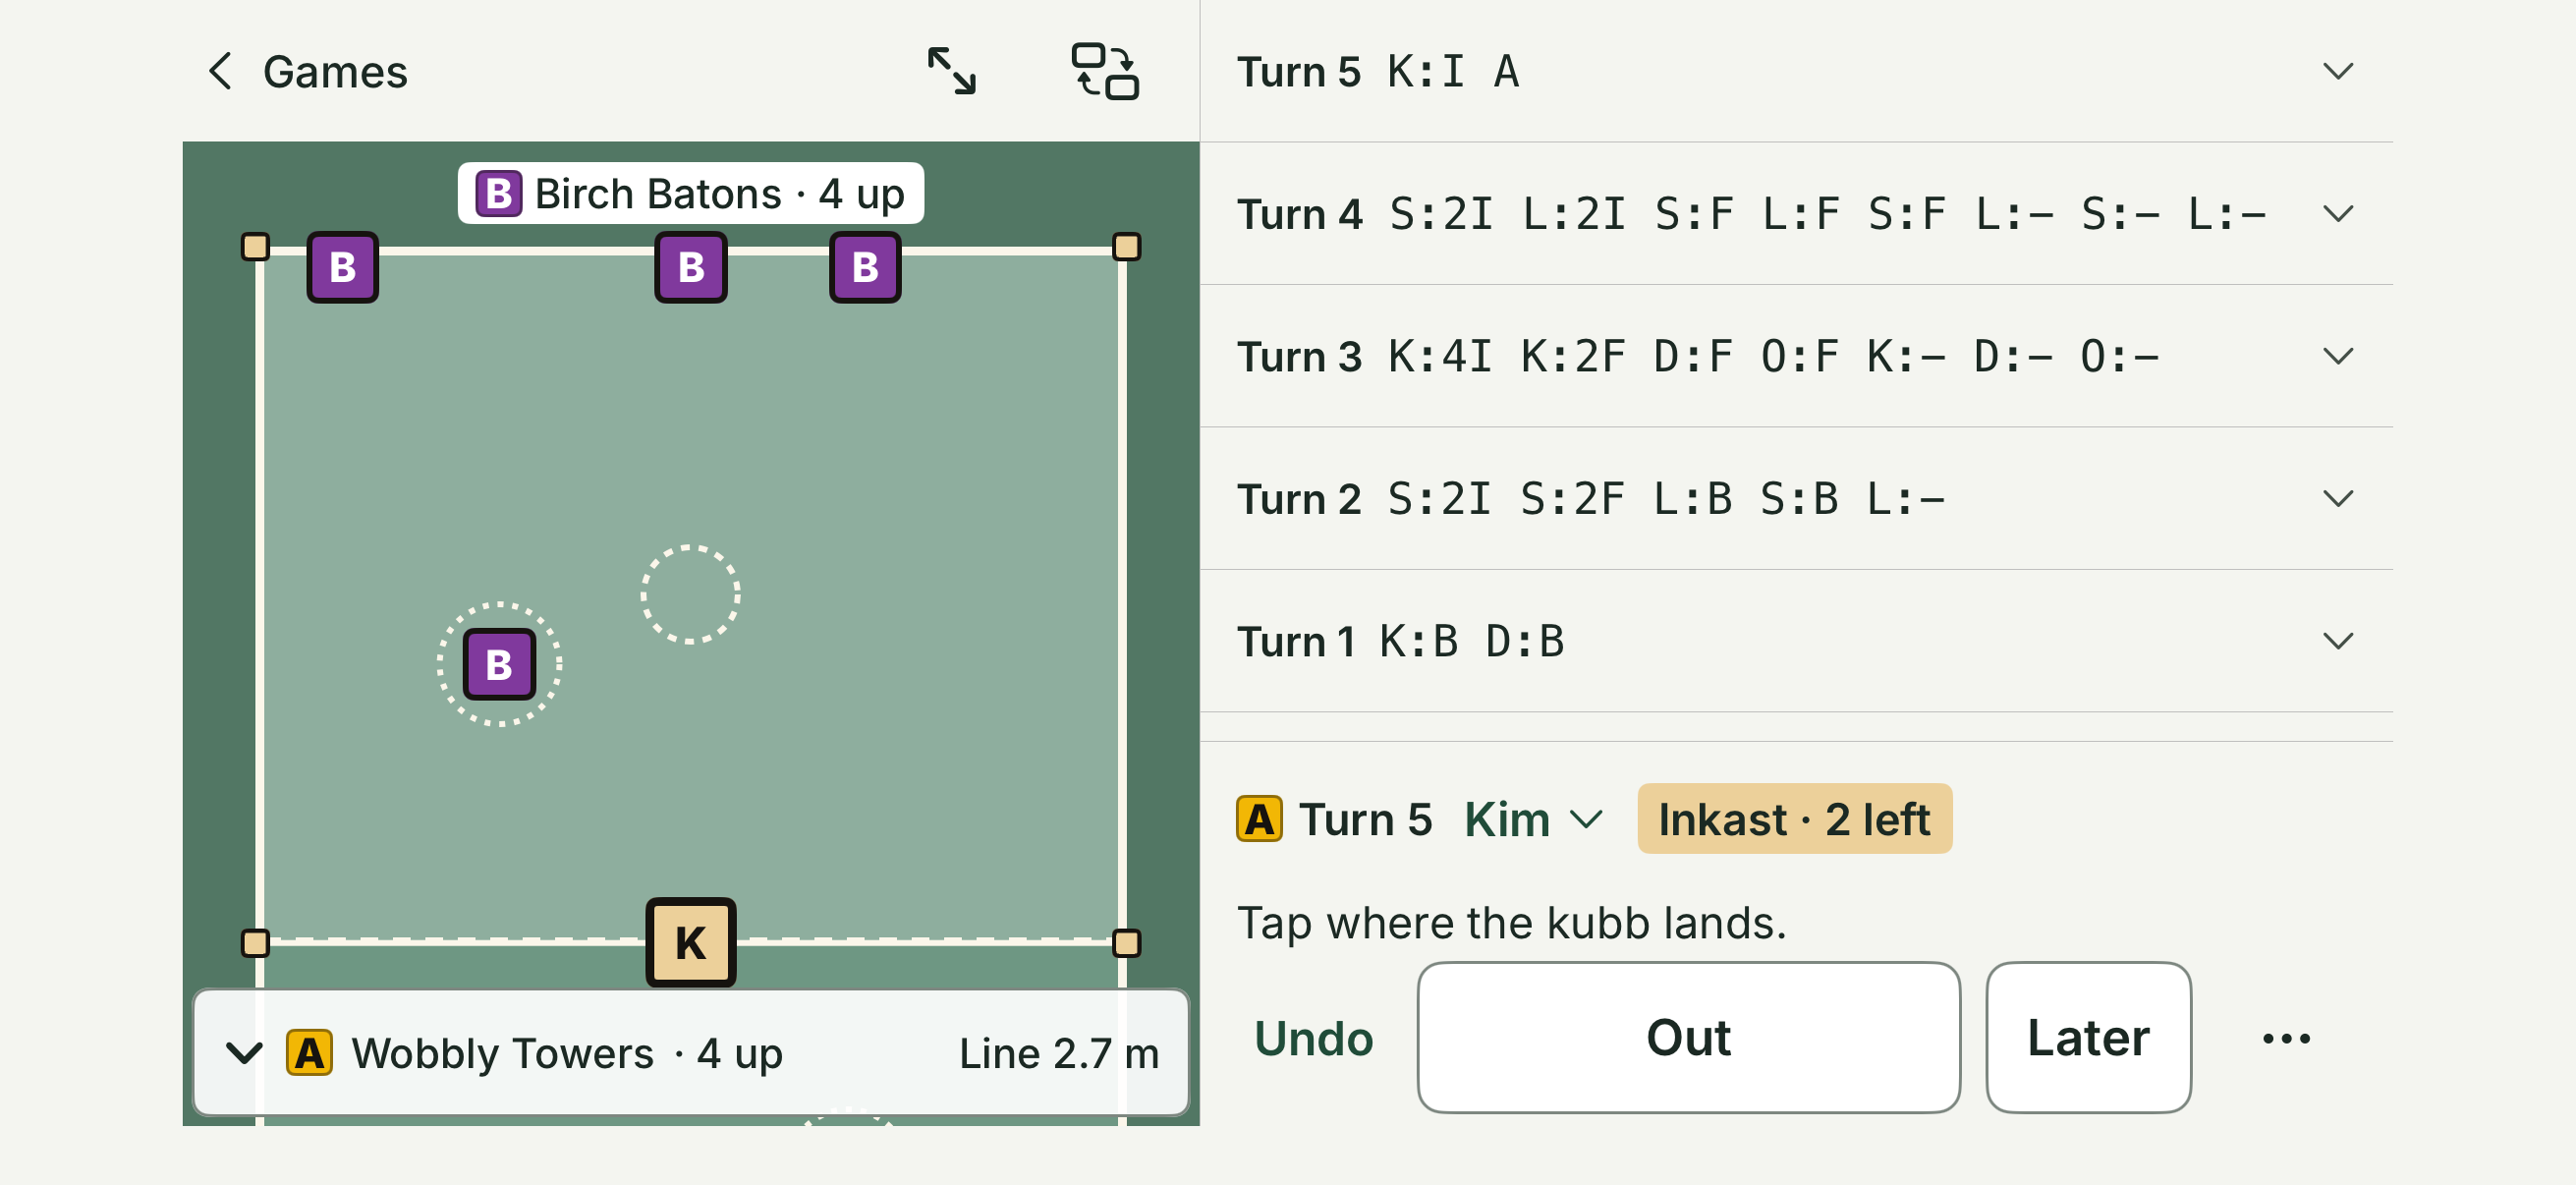 Games
B Birch Batons · 4 up
B B B
B
K
A Wobbly Towers · 4 up Line 2.7 m
Turn 5 K:I A
Turn 4 S:2I L:2I S:F L:F S:F L:– S:– L:–
Turn 3 K:4I K:2F D:F O:F K:– D:– O:–
Turn 2 S:2I S:2F L:B S:B L:–
Turn 1 K:B D:B
A Turn 5 Kim Inkast · 2 left
Tap where the kubb lands.
Undo Out Later ...